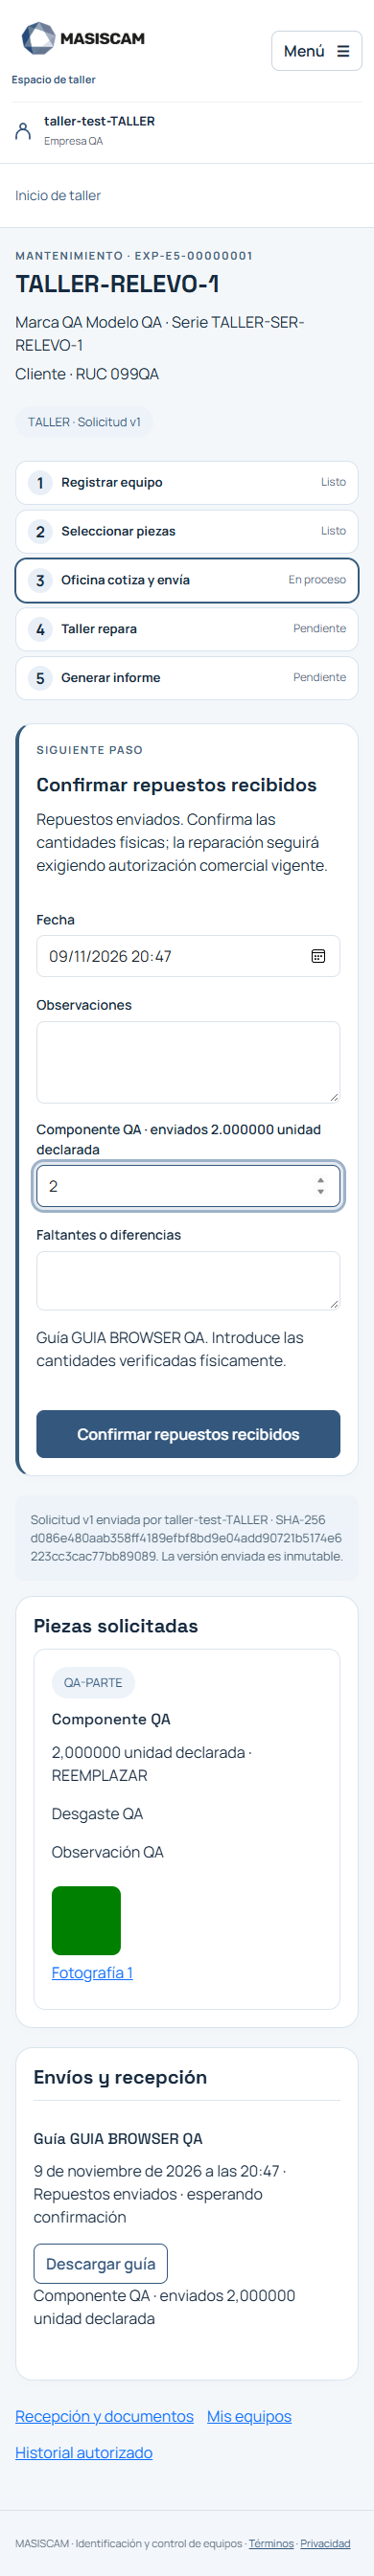 MASISCAM
Menú ☰
Espacio de taller
taller-test-TALLER
Empresa QA
Inicio de taller
MANTENIMIENTO · EXP-E5-00000001
TALLER-RELEVO-1
Marca QA Modelo QA · Serie TALLER-SER-
RELEVO-1
Cliente · RUC 099QA
TALLER · Solicitud v1
1 Registrar equipo Listo
2 Seleccionar piezas Listo
3 Oficina cotiza y envía En proceso
4 Taller repara Pendiente
5 Generar informe Pendiente
SIGUIENTE PASO
Confirmar repuestos recibidos
Repuestos enviados. Confirma las
cantidades físicas; la reparación seguirá
exigiendo autorización comercial vigente.
Fecha
09/11/2026 20:47
Observaciones
Componente QA · enviados 2.000000 unidad
declarada
2
Faltantes o diferencias
Guía GUIA BROWSER QA. Introduce las
cantidades verificadas físicamente.
Confirmar repuestos recibidos
Solicitud v1 enviada por taller-test-TALLER · SHA-256
d086e480aab358ff4189efbf8bd9e04add90721b5174e6
223cc3cac77bb89089. La versión enviada es inmutable.
Piezas solicitadas
QA-PARTE
Componente QA
2,000000 unidad declarada ·
REEMPLAZAR
Desgaste QA
Observación QA
Fotografía 1
Envíos y recepción
Guía GUIA BROWSER QA
9 de noviembre de 2026 a las 20:47 ·
Repuestos enviados · esperando
confirmación
Descargar guía
Componente QA · enviados 2,000000
unidad declarada
Recepción y documentos Mis equipos
Historial autorizado
MASISCAM · Identificación y control de equipos · Términos · Privacidad